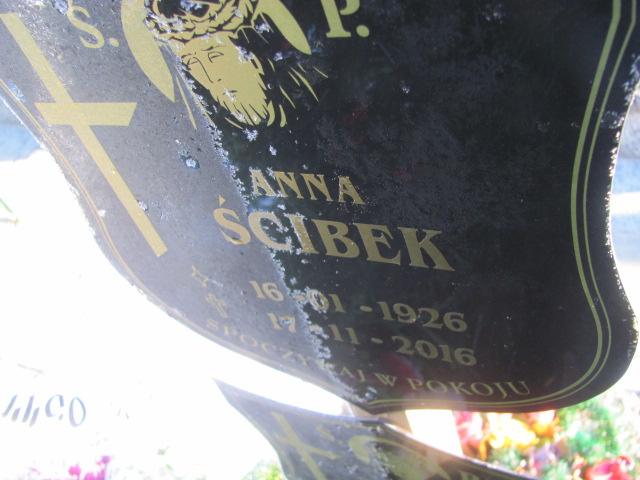 Ś. P.
ANNA
ŚCIBEK
16-01-1926
17-11-2016
SPOCZYWAJ W POKOJU